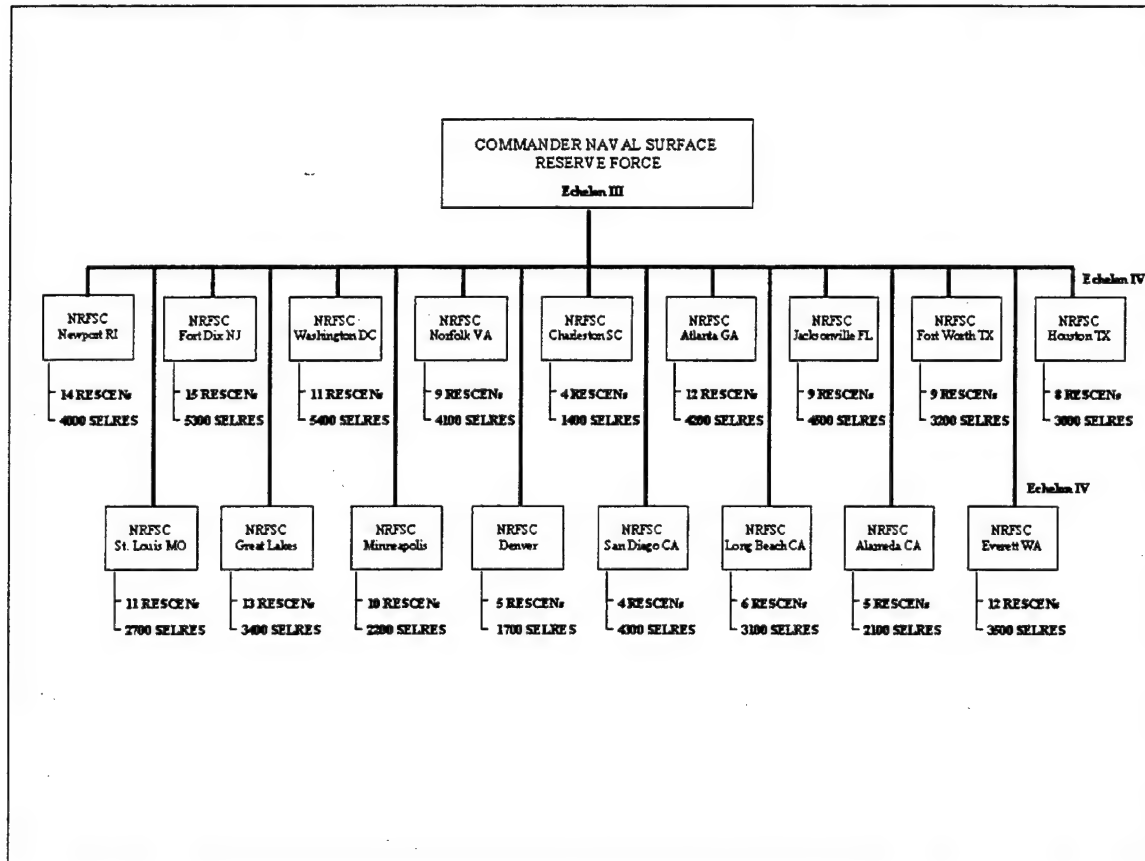 COMMANDER NAVAL SURFACE
RESERVE FORCE
Echelon III
Echelon IV
NRFSC
Newport RI
14 RESCENs
4000 SELRES
NRFSC
Fort Dix NJ
15 RESCENs
5300 SELRES
NRFSC
Washington DC
11 RESCENs
5400 SELRES
NRFSC
Norfolk VA
9 RESCENs
4100 SELRES
NRFSC
Charleston SC
4 RESCENs
1400 SELRES
NRFSC
Atlanta GA
12 RESCENs
4200 SELRES
NRFSC
Jacksonville FL
9 RESCENs
SELRES
NRFSC
Fort Worth TX
9 RESCENs
3200 SELRES
NRFSC
Houston TX
8 RESCENs
SELRES
Echelon IV
NRFSC
St. Louis MO
11 RESCENs
2700 SELRES
NRFSC
Great Lakes
13 RESCENs
3400 SELRES
NRFSC
Minneapolis
10 RESCENs
2200 SELRES
NRFSC
Denver
5 RESCENs
1700 SELRES
NRFSC
San Diego CA
4 RESCENs
4300 SELRES
NRFSC
Long Beach CA
6 RESCENs
3100 SELRES
NRFSC
Alameda CA
5 RESCENs
2100 SELRES
NRFSC
Everett WA
12 RESCENs
3500 SELRES